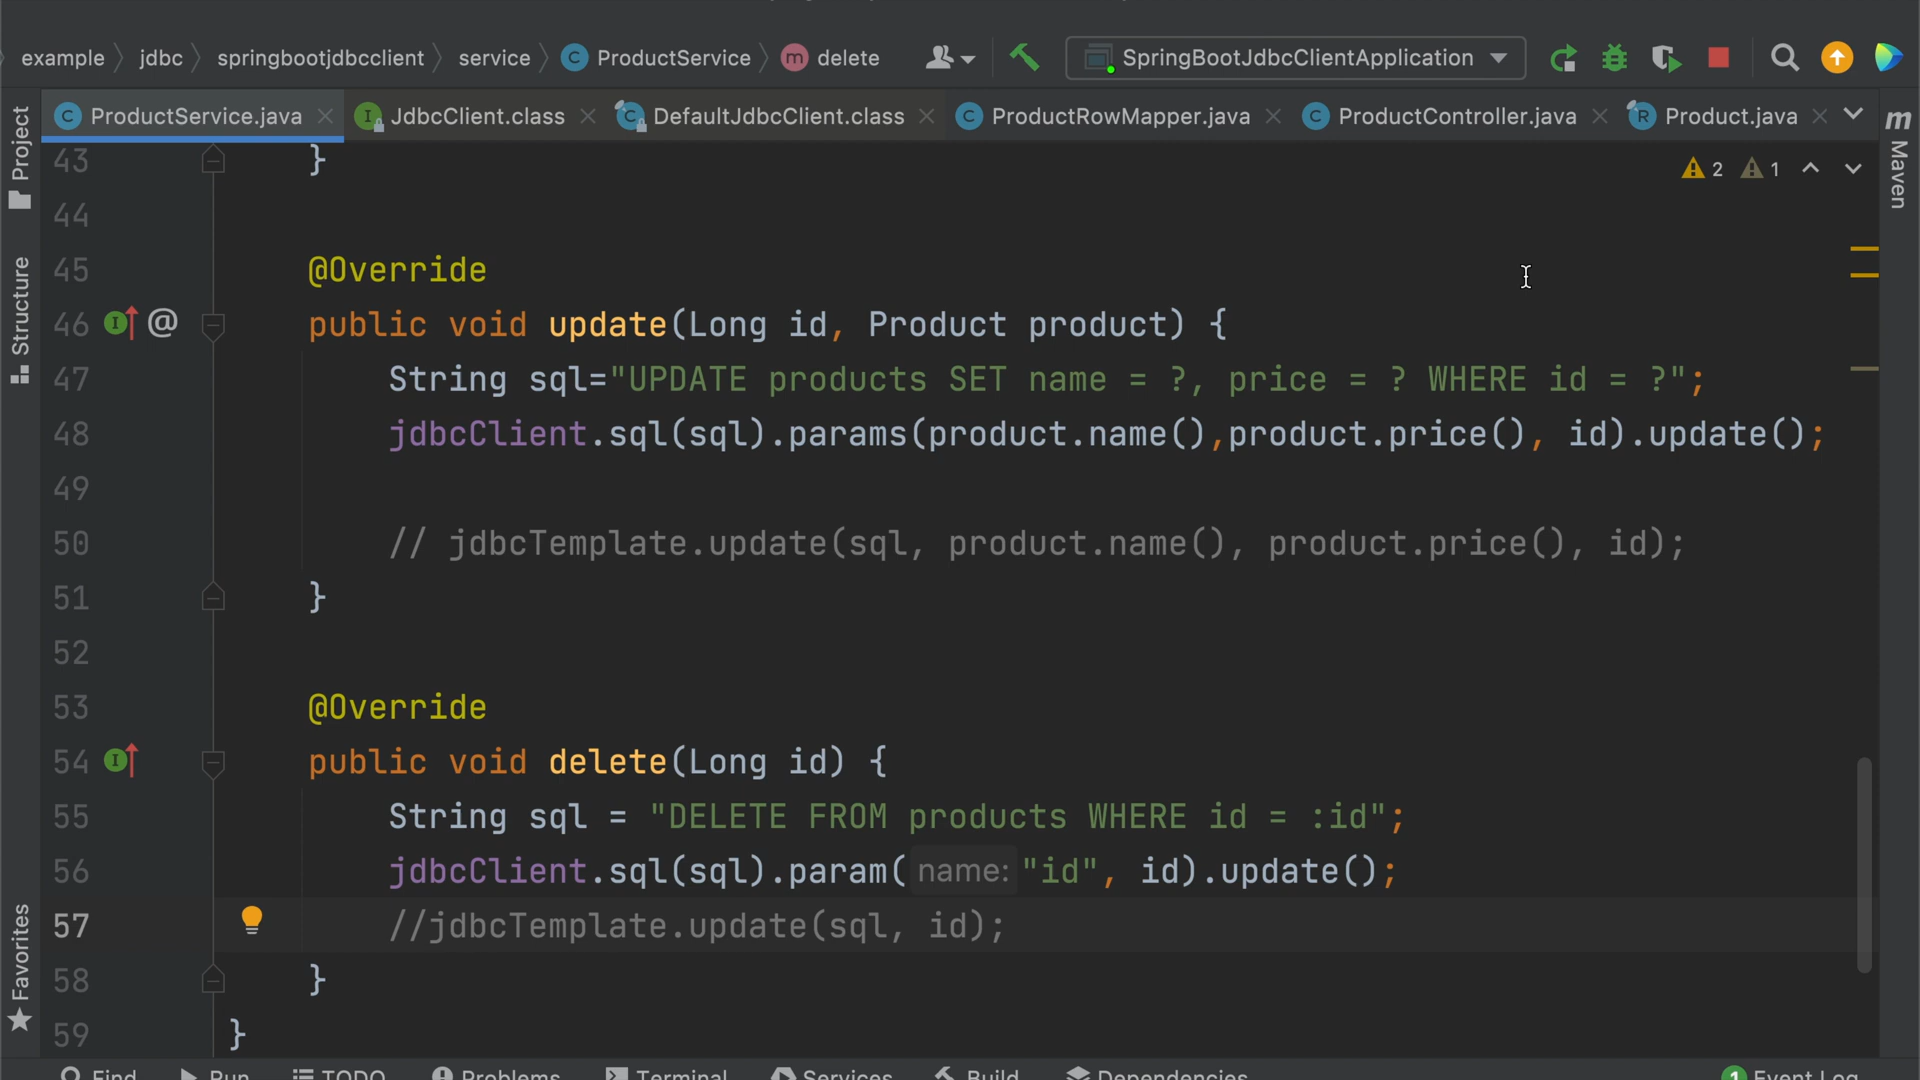 example > jdbc > springbootjdbcclient > service > C ProductService > m delete SpringBootJdbcClientApplication
ProductService.java JdbcClient.class DefaultJdbcClient.class ProductRowMapper.java ProductController.java Product.java
Project
Structure
Favorites
m Maven
2 1
43 }
44
45 @Override
46 public void update(Long id, Product product) {
47 String sql="UPDATE products SET name = ?, price = ? WHERE id = ?";
48 jdbcClient.sql(sql).params(product.name(),product.price(), id).update();
49
50 // jdbcTemplate.update(sql, product.name(), product.price(), id);
51 }
52
53 @Override
54 public void delete(Long id) {
55 String sql = "DELETE FROM products WHERE id = :id";
56 jdbcClient.sql(sql).param( name: "id", id).update();
57 //jdbcTemplate.update(sql, id);
58 }
59 }
Find Run TODO Problems Terminal Services Build Dependencies 1 Event Log